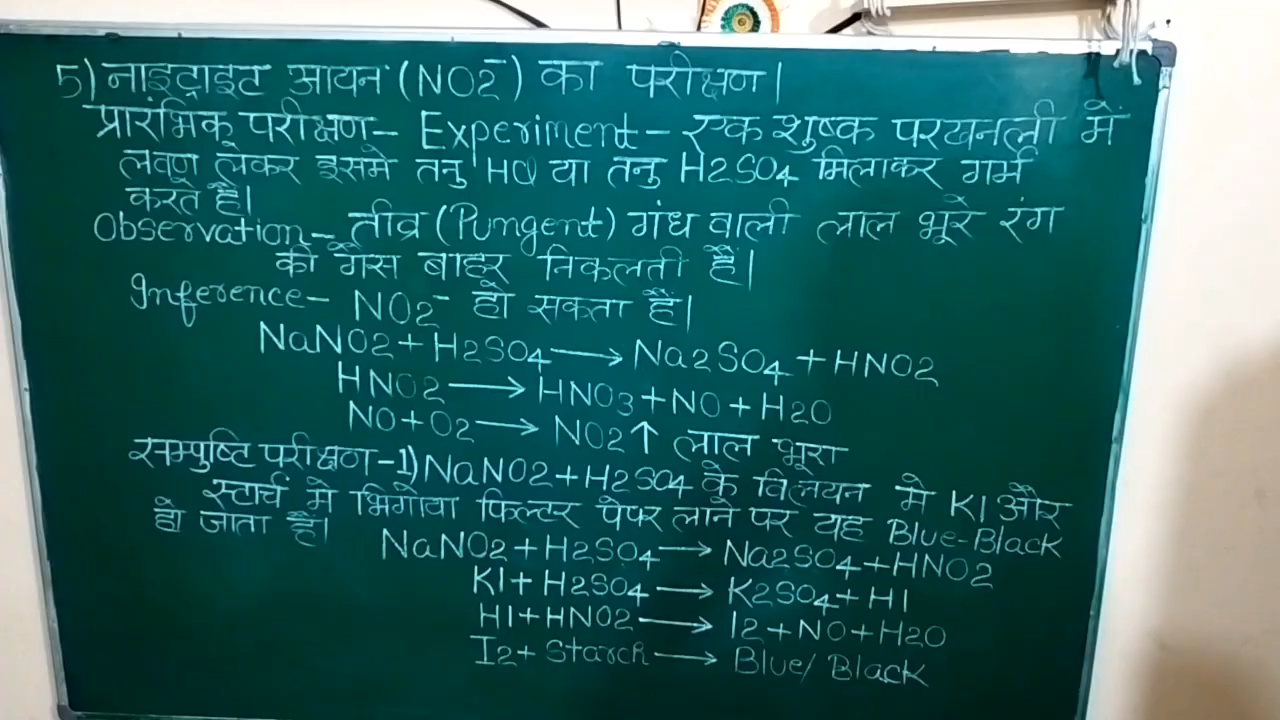 5) नाइट्राइट आयन (NO2⁻) का परीक्षण।
प्रारंभिक परीक्षण- Experiment- एक शुष्क परखनली में
लवण लेकर इसमे तनु HCl या तनु H2SO4 मिलाकर गर्म
करते हैं।
Observation- तीव्र (Pungent) गंध वाली लाल भूरे रंग
की गैस बाहर निकलती हैं।
Inference- NO2⁻ हो सकता हैं।
NaNO2+H2SO4⟶Na2SO4+HNO2
HNO2⟶HNO3+NO+H2O
NO+O2⟶NO2↑ लाल भूरा
सम्पुष्टि परीक्षण-1)NaNO2+H2SO4 के विलयन मे KI और
स्टार्च मे भिगोया फिल्टर पेपर लाने पर यह Blue-Black
हो जाता हैं।
NaNO2+H2SO4⟶Na2SO4+HNO2
KI+H2SO4⟶K2SO4+HI
HI+HNO2⟶I2+NO+H2O
I2+Starch⟶Blue/Black